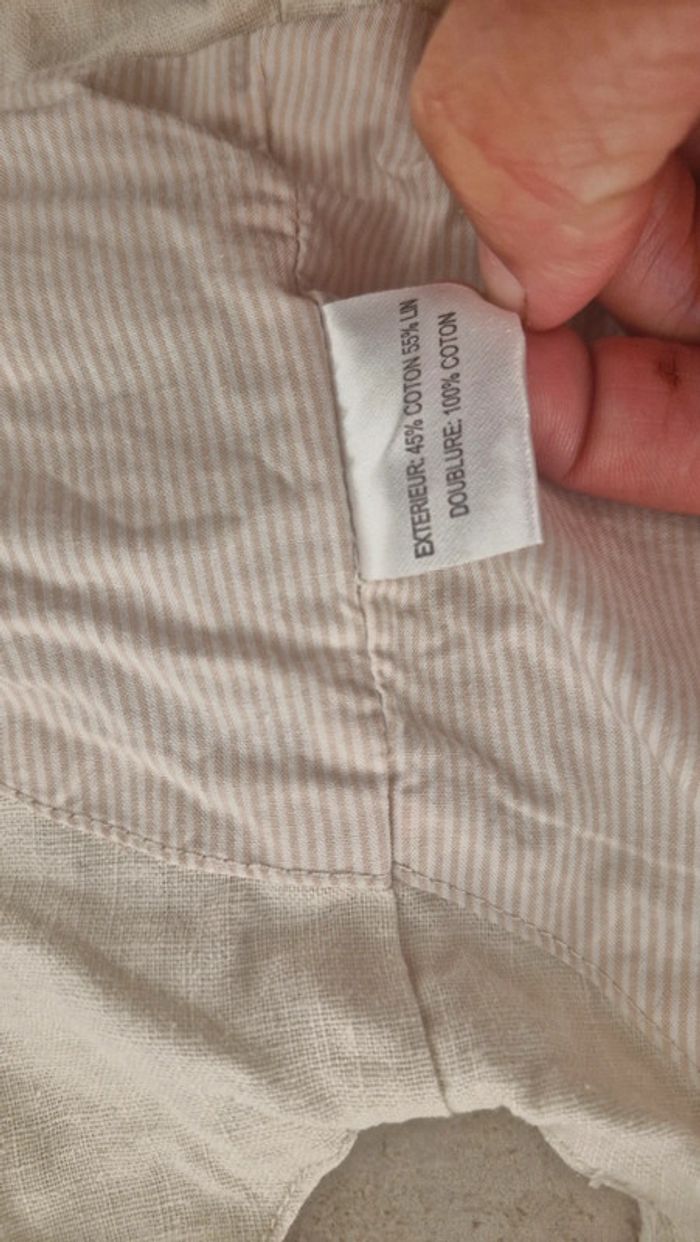 EXTERIEUR: 45% COTON 55% LIN
DOUBLURE: 100% COTON